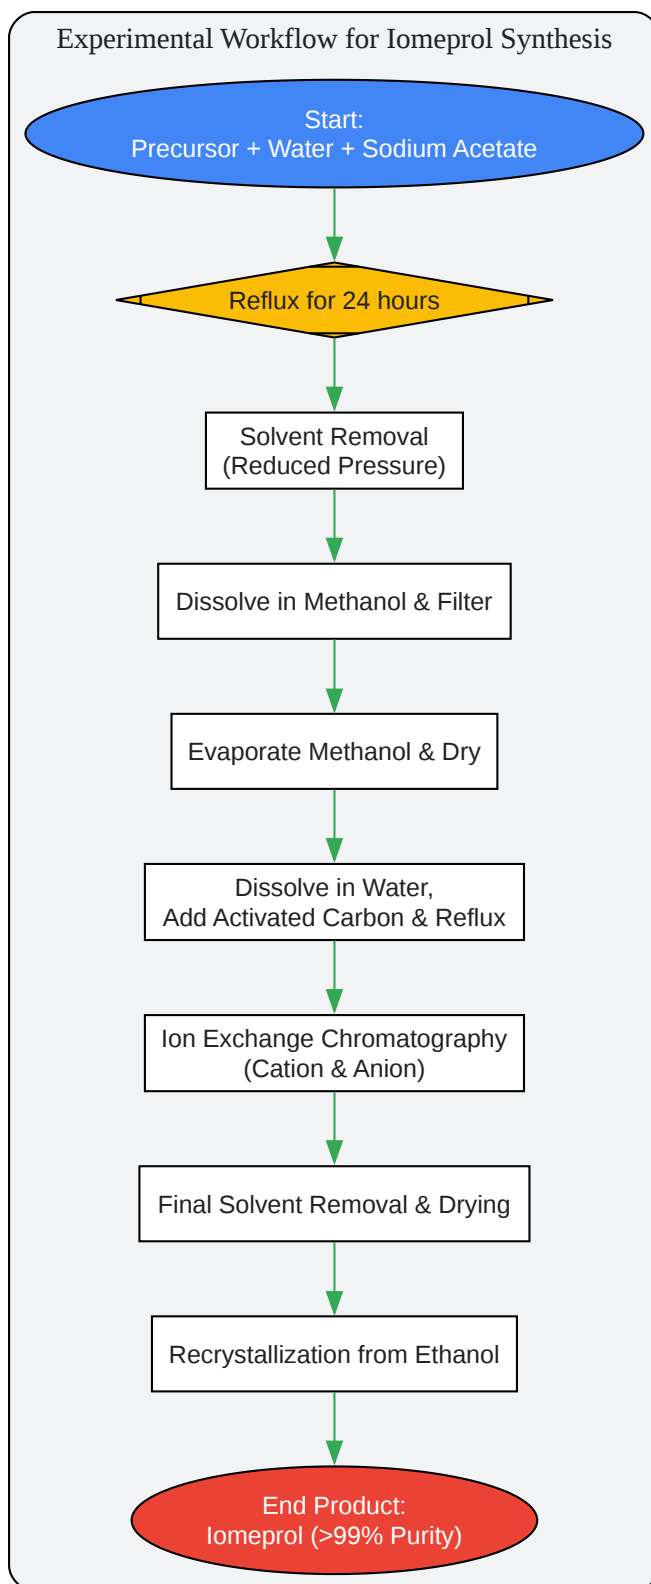 Experimental Workflow for Iomeprol Synthesis
Start:
Precursor + Water + Sodium Acetate
Reflux for 24 hours
Solvent Removal
(Reduced Pressure)
Dissolve in Methanol & Filter
Evaporate Methanol & Dry
Dissolve in Water,
Add Activated Carbon & Reflux
Ion Exchange Chromatography
(Cation & Anion)
Final Solvent Removal & Drying
Recrystallization from Ethanol
End Product:
Iomeprol (>99% Purity)